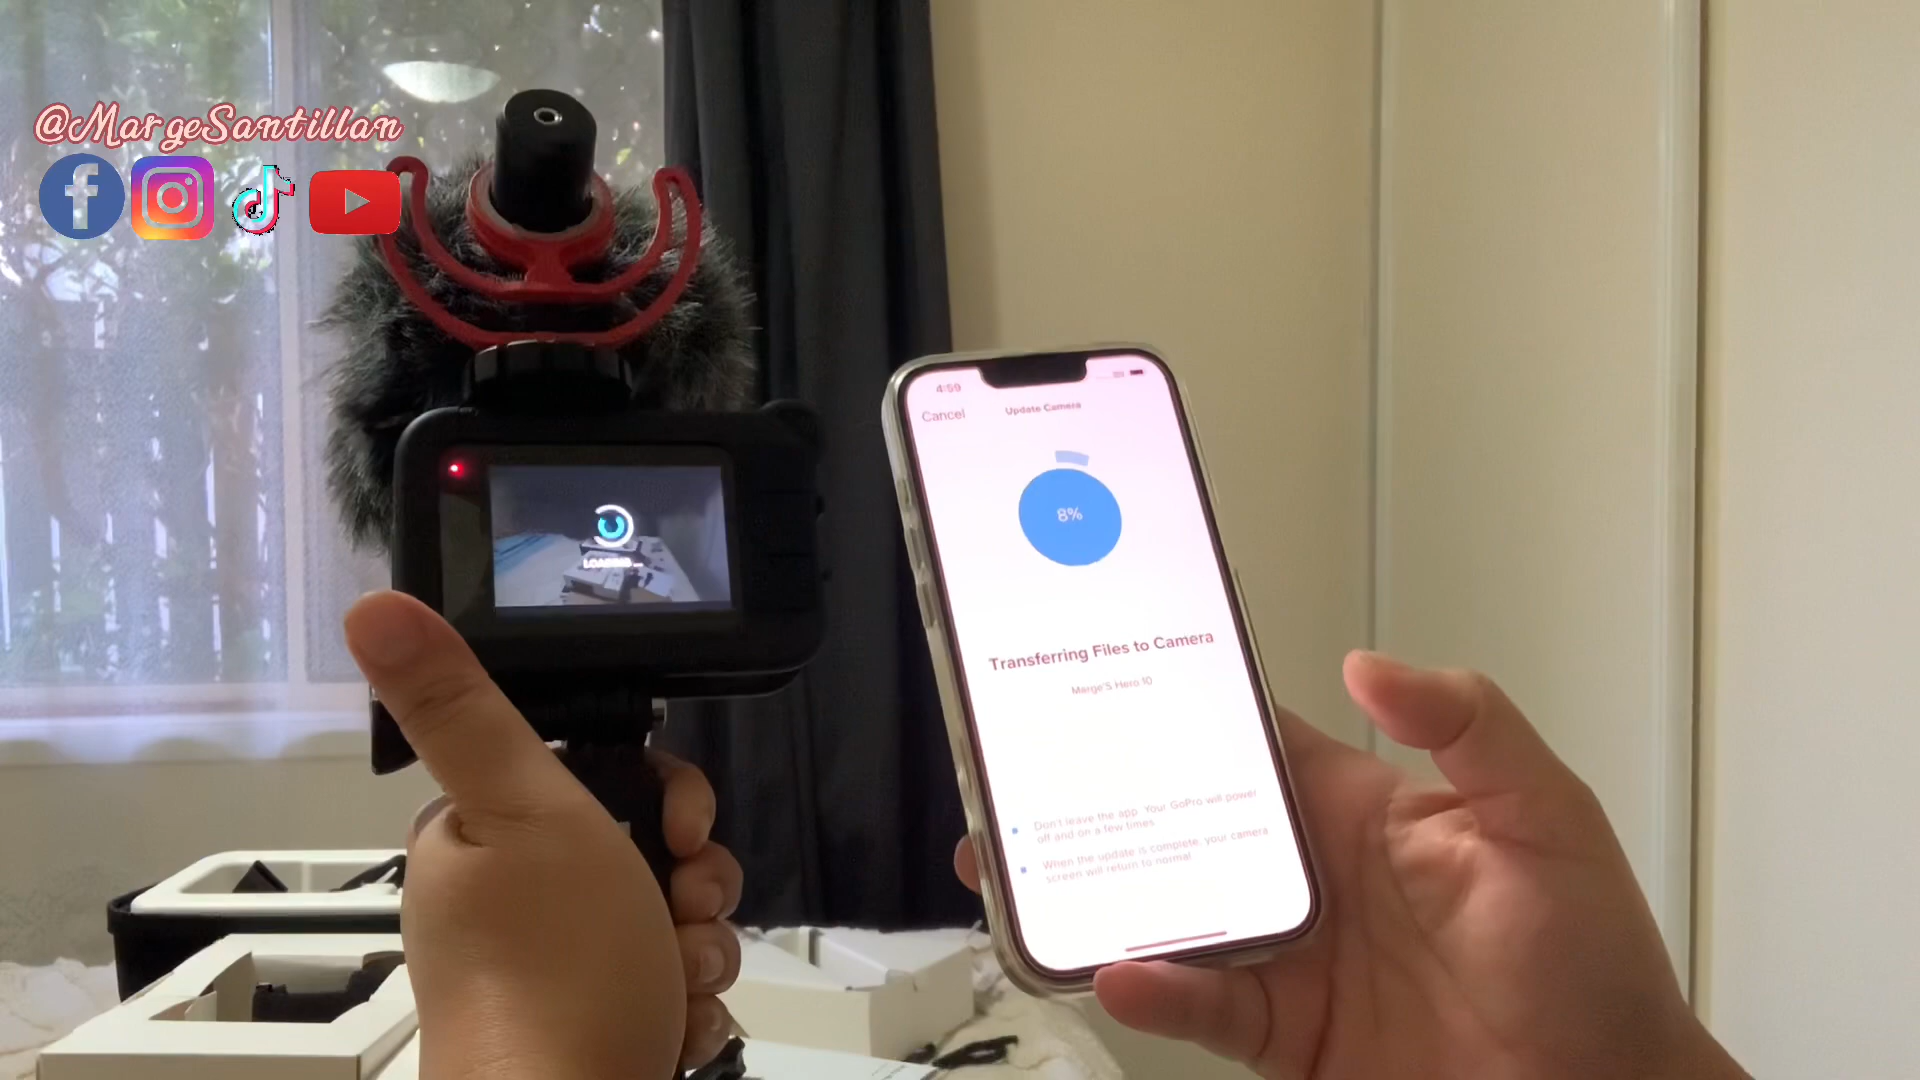 @MargeSantillan
4:59
Cancel
Update Camera
8%
LOADING...
Transferring Files to Camera
Marge'S Hero 10
Don't leave the app. Your GoPro will power
off and on a few times.
When the update is complete, your camera
screen will return to normal.